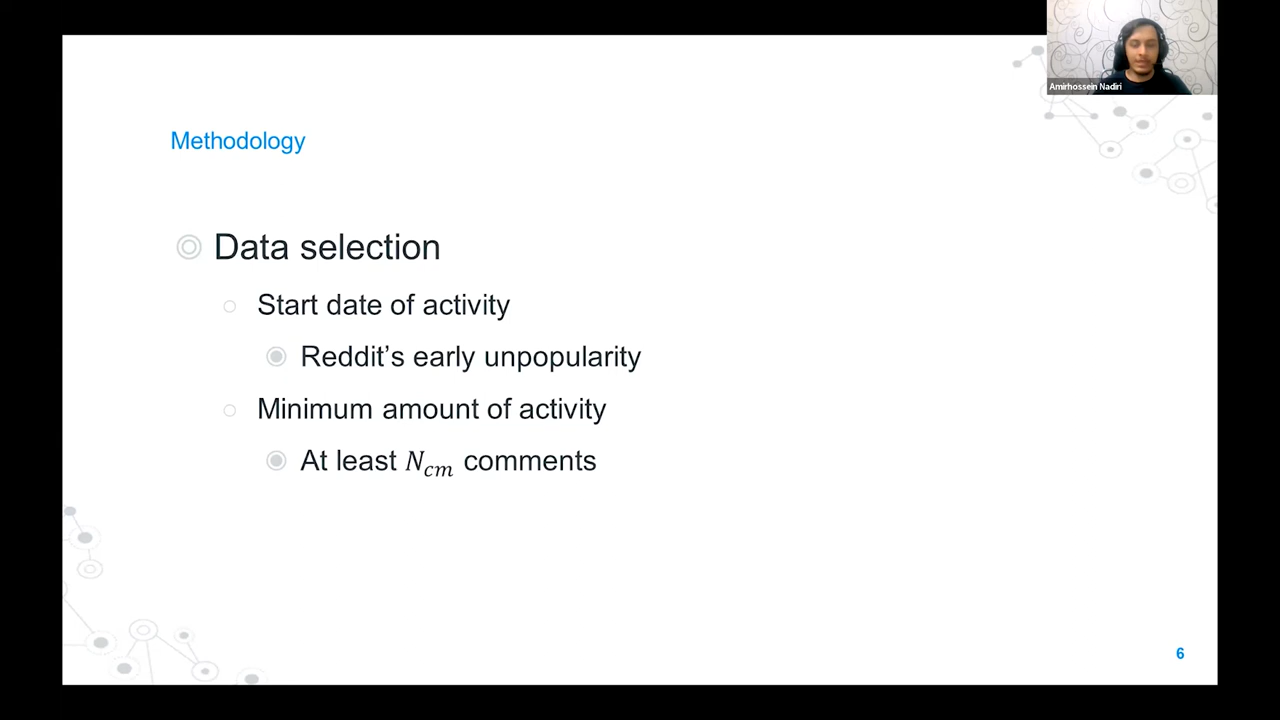 Amirhossein Nadiri
Methodology
Data selection
Start date of activity
Reddit’s early unpopularity
Minimum amount of activity
At least N_cm comments
6